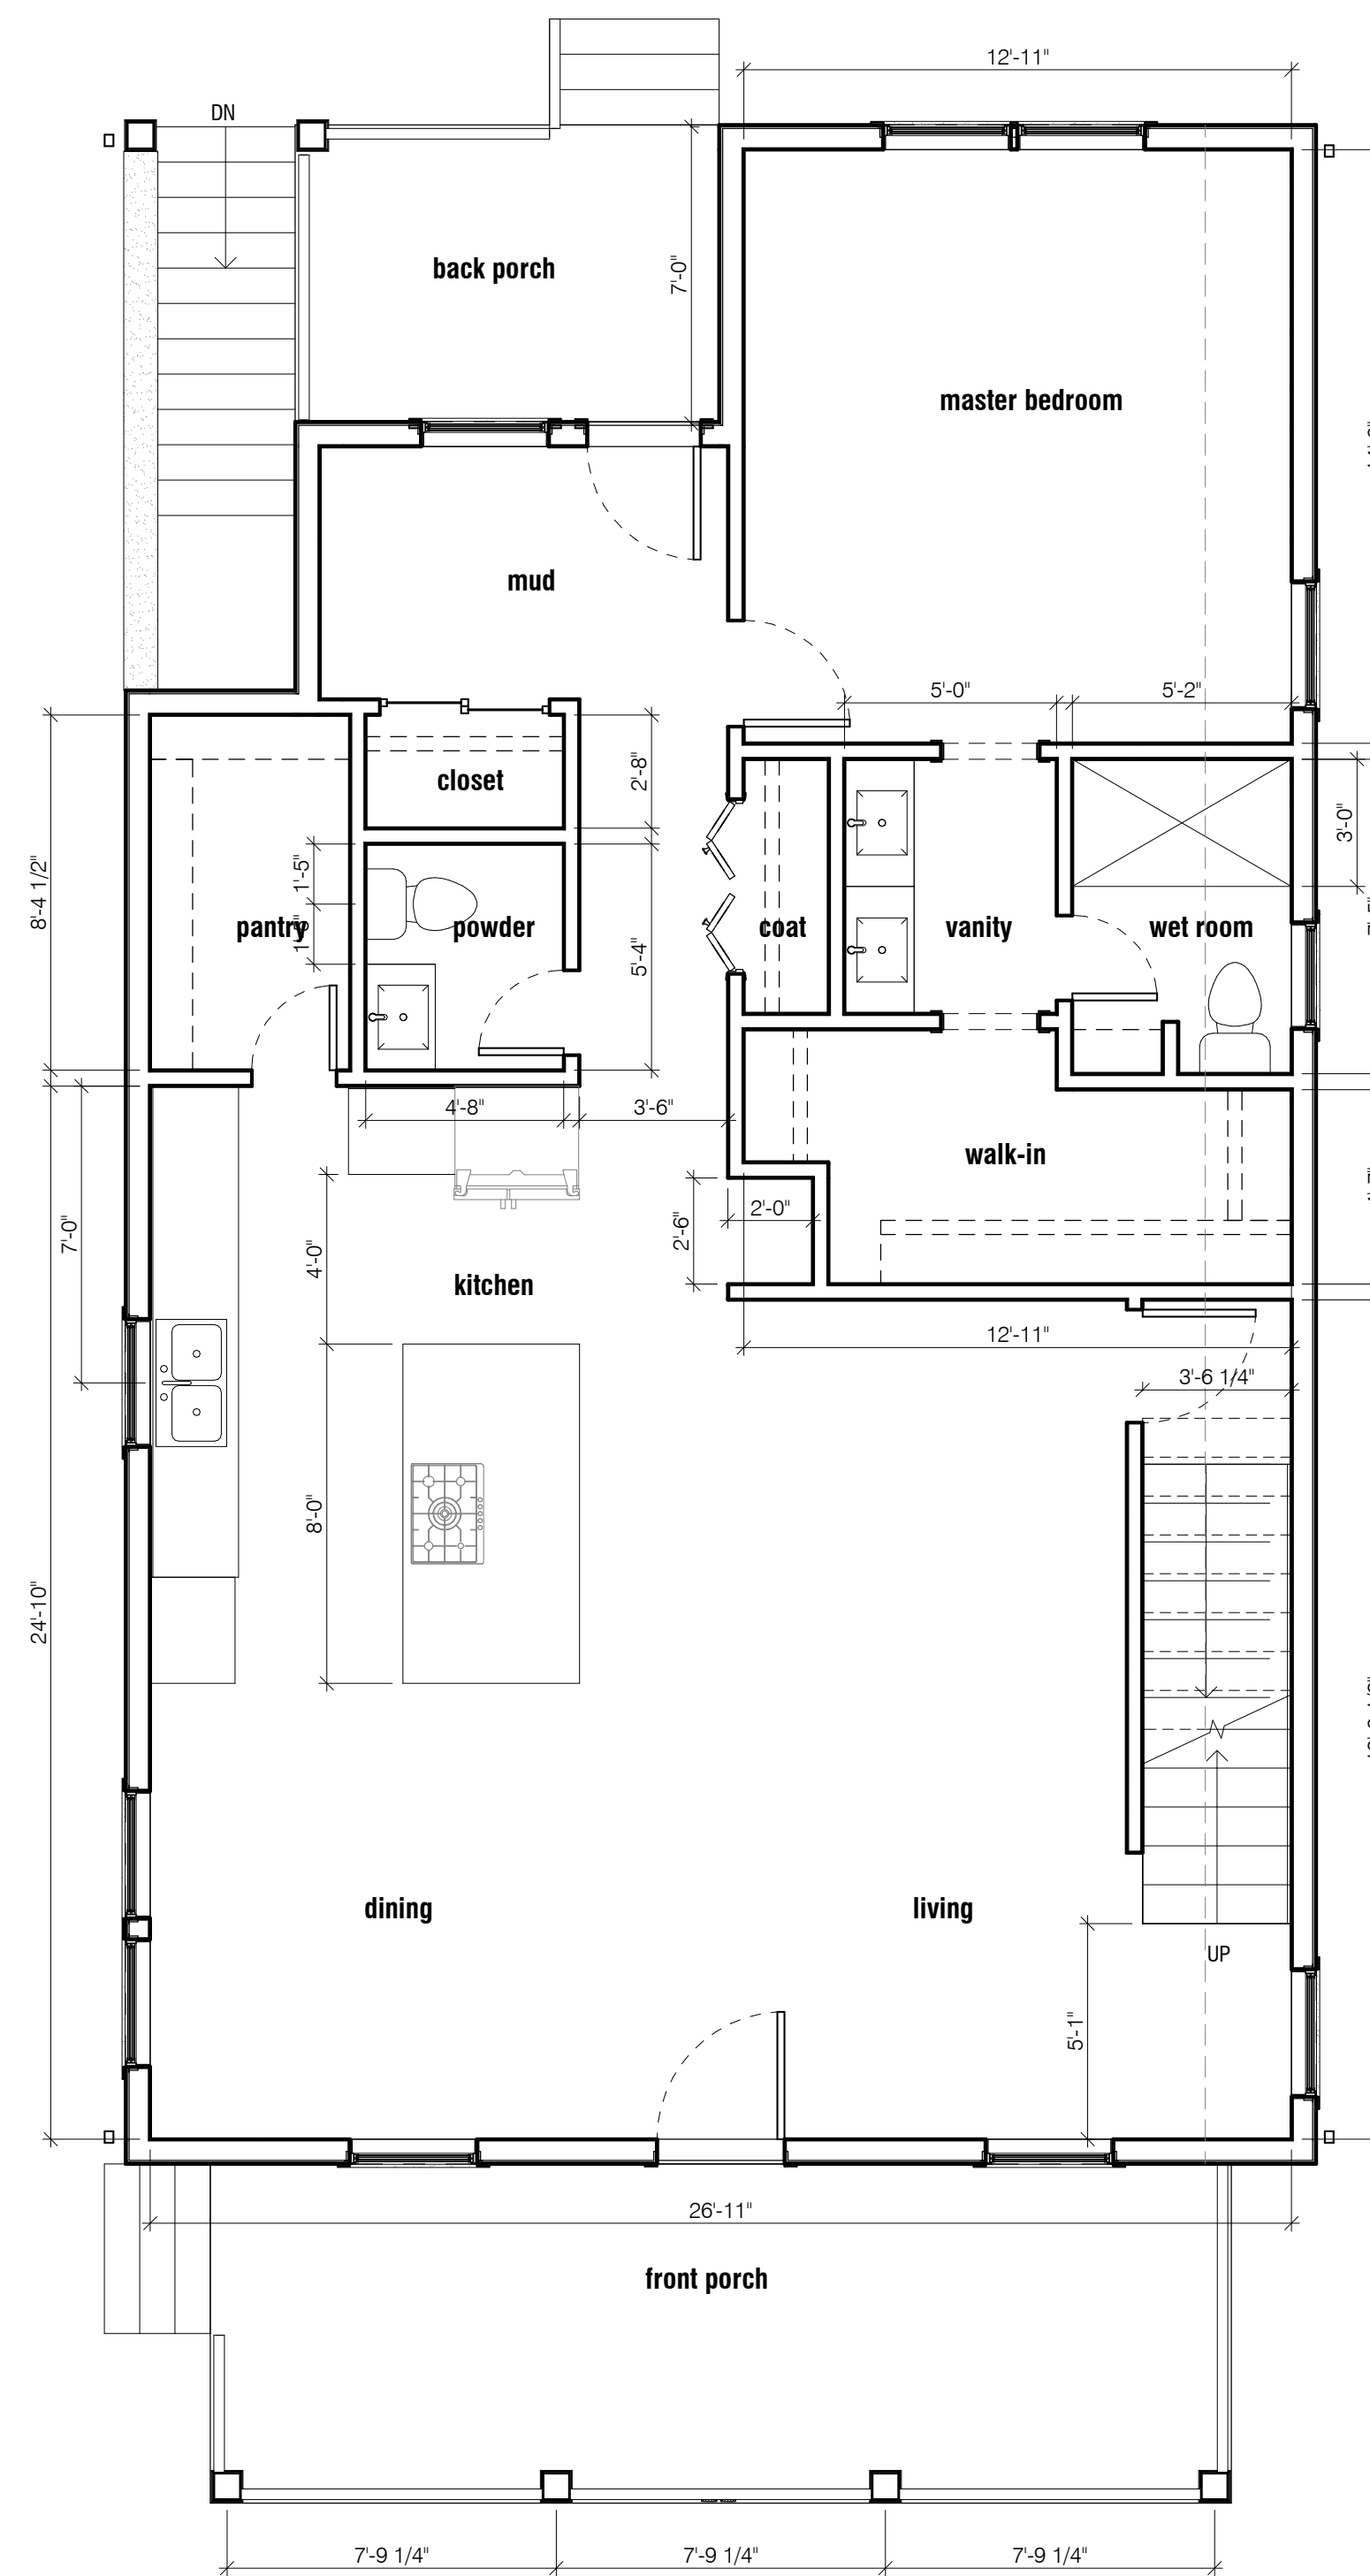 12'-11"
DN
back porch
7'-0"
master bedroom
mud
5'-0"
5'-2"
closet
2'-8"
3'-0"
8'-4 1/2"
1'-5"
pantry
1'-5"
powder
5'-4"
coat
vanity
wet room
4'-8"
3'-6"
walk-in
7'-0"
4'-0"
2'-6"
2'-0"
kitchen
12'-11"
3'-6 1/4"
8'-0"
24'-10"
dining
living
UP
5'-1"
26'-11"
front porch
7'-9 1/4"
7'-9 1/4"
7'-9 1/4"